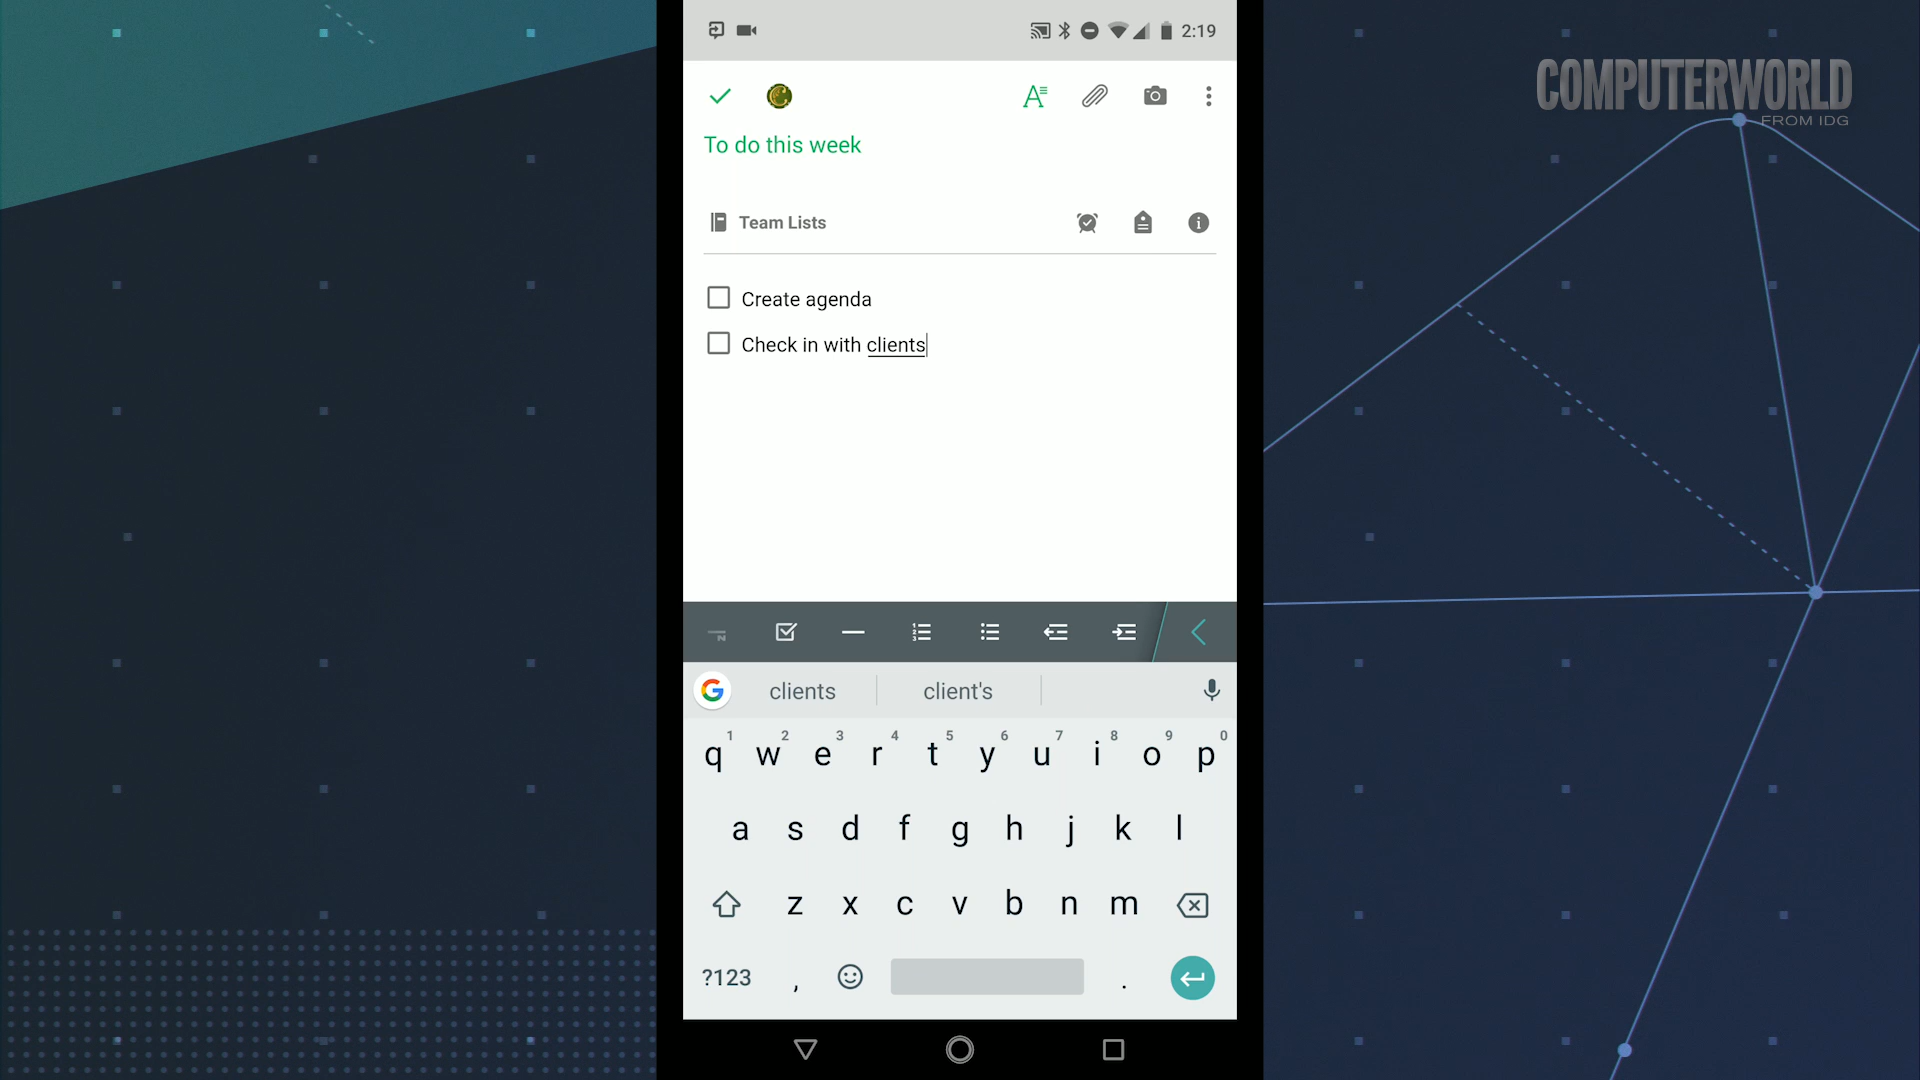 2:19
COMPUTERWORLD
FROM IDG
To do this week
Team Lists
Create agenda
Check in with clients
clients client's
q 1 w 2 e 3 r 4 t 5 y 6 u 7 i 8 o 9 p 0
a s d f g h j k l
z x c v b n m
?123 , .